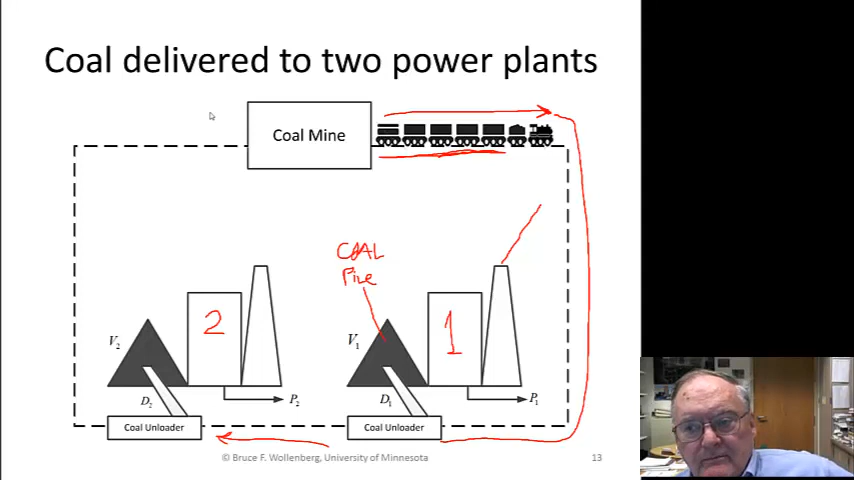 Coal delivered to two power plants
Coal Mine
COAL
Pile
2
1
V2
V1
D2
P2
D1
P1
Coal Unloader
Coal Unloader
© Bruce F. Wollenberg, University of Minnesota
13